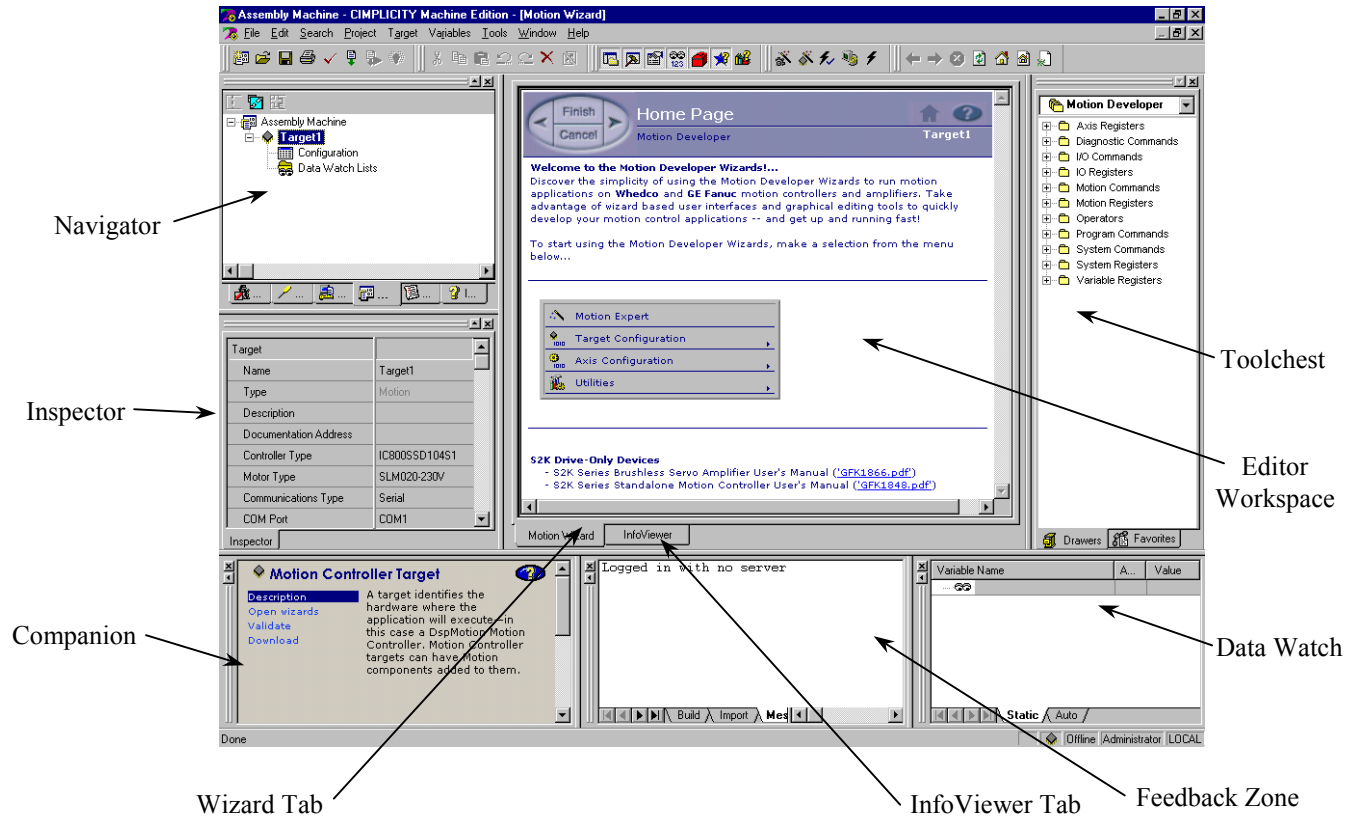 Assembly Machine - CIMPLICITY Machine Edition - [Motion Wizard]
File Edit Search Project Target Variables Tools Window Help
Assembly Machine
Target1
Configuration
Data Watch Lists
I...
Navigator
Target
Name Target1
Type Motion
Description
Documentation Address
Controller Type IC800SSD104S1
Motor Type SLM020-230V
Communications Type Serial
COM Port COM1
Inspector
Inspector
Finish
Cancel
Home Page
Motion Developer
Target1
Welcome to the Motion Developer Wizards!...
Discover the simplicity of using the Motion Developer Wizards to run motion
applications on Whedco and GE Fanuc motion controllers and amplifiers. Take
advantage of wizard based user interfaces and graphical editing tools to quickly
develop your motion control applications -- and get up and running fast!
To start using the Motion Developer Wizards, make a selection from the menu
below...
Motion Expert
Target Configuration
Axis Configuration
Utilities
S2K Drive-Only Devices
- S2K Series Brushless Servo Amplifier User's Manual ('GFK1866.pdf')
- S2K Series Standalone Motion Controller User's Manual ('GFK1848.pdf')
Motion Wizard InfoViewer
Motion Developer
Axis Registers
Diagnostic Commands
I/O Commands
IO Registers
Motion Commands
Motion Registers
Operators
Program Commands
System Commands
System Registers
Variable Registers
Drawers Favorites
Toolchest
Editor
Workspace
Motion Controller Target
Description
Open wizards
Validate
Download
A target identifies the
hardware where the
application will execute--in
this case a DspMotion Motion
Controller. Motion Controller
targets can have Motion
components added to them.
Companion
Logged in with no server
Build Import Mes
Variable Name A... Value
Static Auto
Data Watch
Done
Offline Administrator LOCAL
Wizard Tab
InfoViewer Tab
Feedback Zone